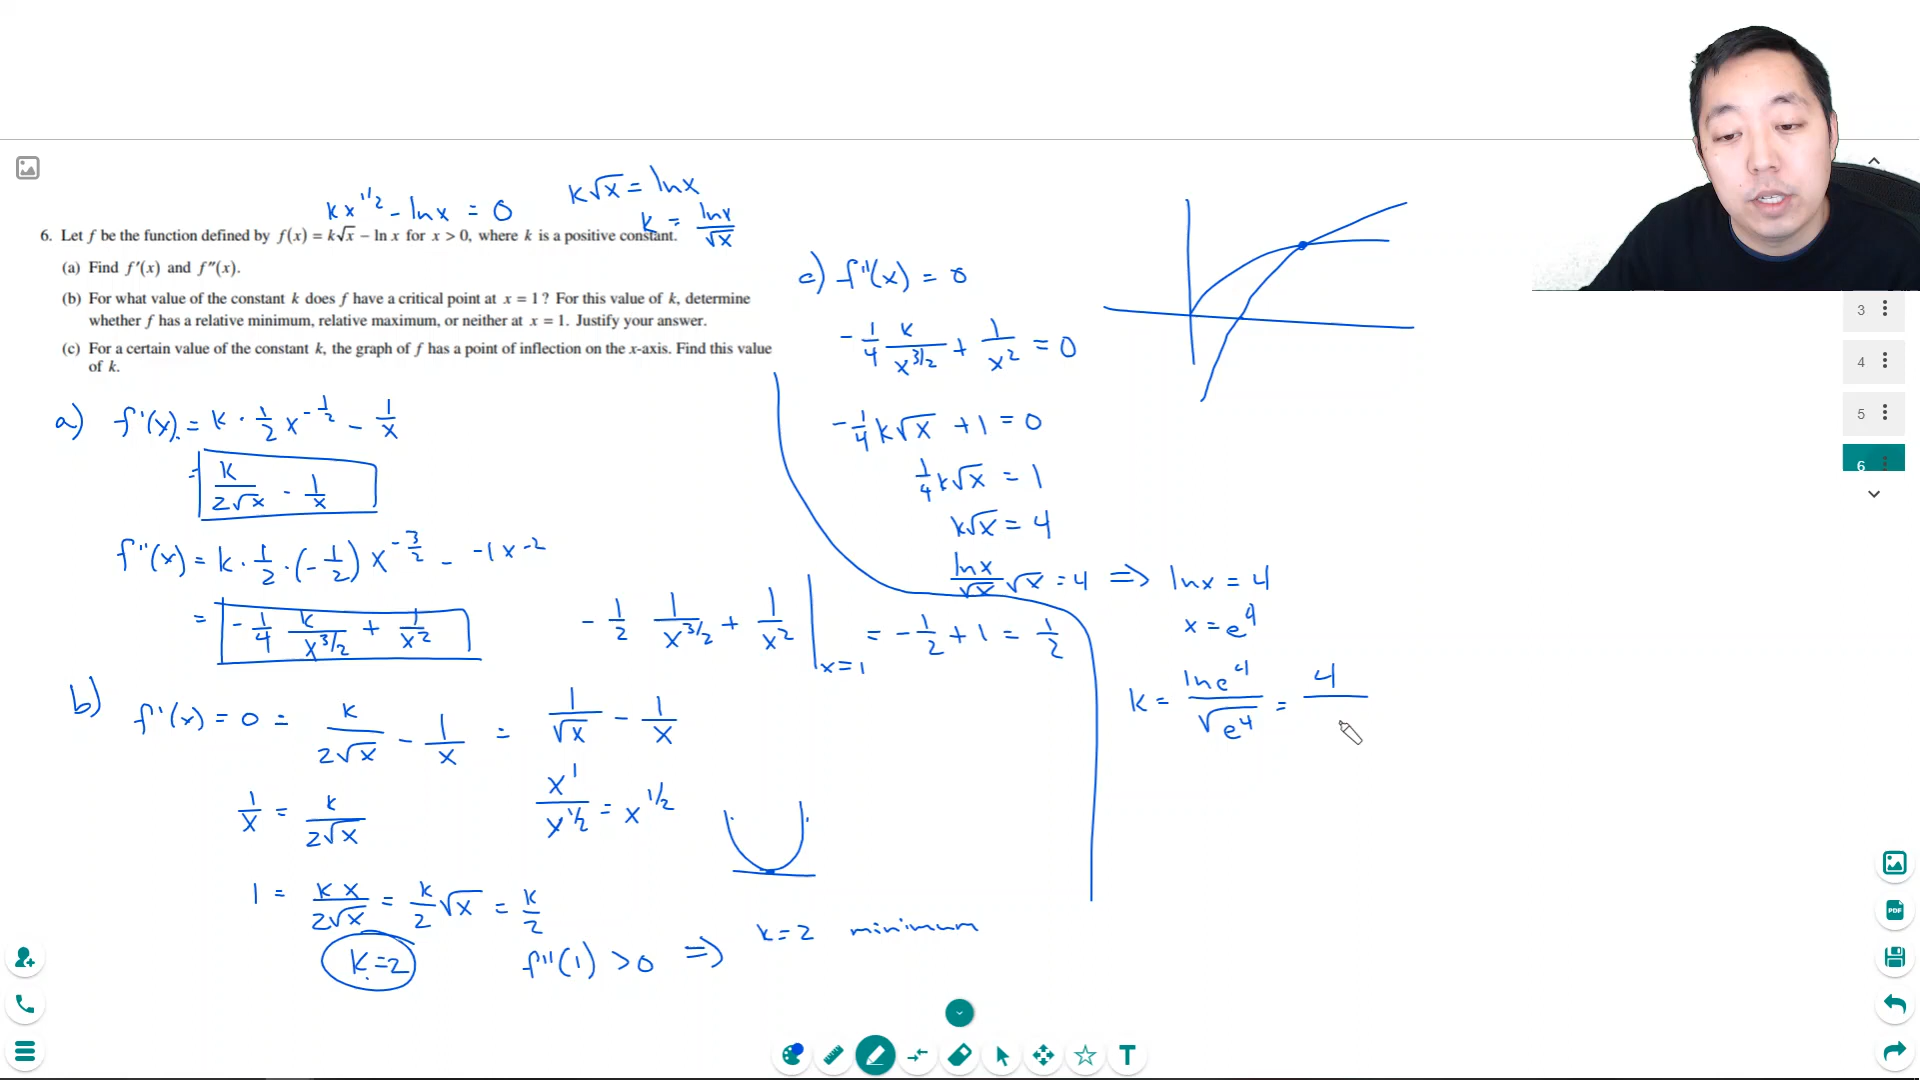 kx^1/2 - lnx = 0
k√x = lnx
k = lnx/√x
6. Let f be the function defined by f(x) = k√x − ln x for x > 0, where k is a positive constant.
(a) Find f′(x) and f″(x).
(b) For what value of the constant k does f have a critical point at x = 1? For this value of k, determine
whether f has a relative minimum, relative maximum, or neither at x = 1. Justify your answer.
(c) For a certain value of the constant k, the graph of f has a point of inflection on the x-axis. Find this value
of k.
a) f'(x) = k · 1/2 x^-1/2 - 1/x
= k/2√x - 1/x
f''(x) = k · 1/2 · (-1/2) x^-3/2 - -1x-2
= -1/4 k/x^3/2 + 1/x^2
- 1/2 1/x^3/2 + 1/x^2 | x=1 = -1/2 + 1 = 1/2
b) f'(x) = 0 = k/2√x - 1/x = 1/√x - 1/x
1/x = k/2√x
x^1/x^1/2 = x^1/2
1 = kx/2√x = k/2 √x = k/2
k=2
f''(1) > 0 ⇒ k=2 minimum
c) f''(x) = 0
-1/4 k/x^3/2 + 1/x^2 = 0
-1/4 k√x + 1 = 0
1/4 k√x = 1
k√x = 4
lnx/√x √x = 4 ⇒ lnx = 4
x = e^4
k = lne^4/√e^4 = 4
3
4
5
6
PDF
T